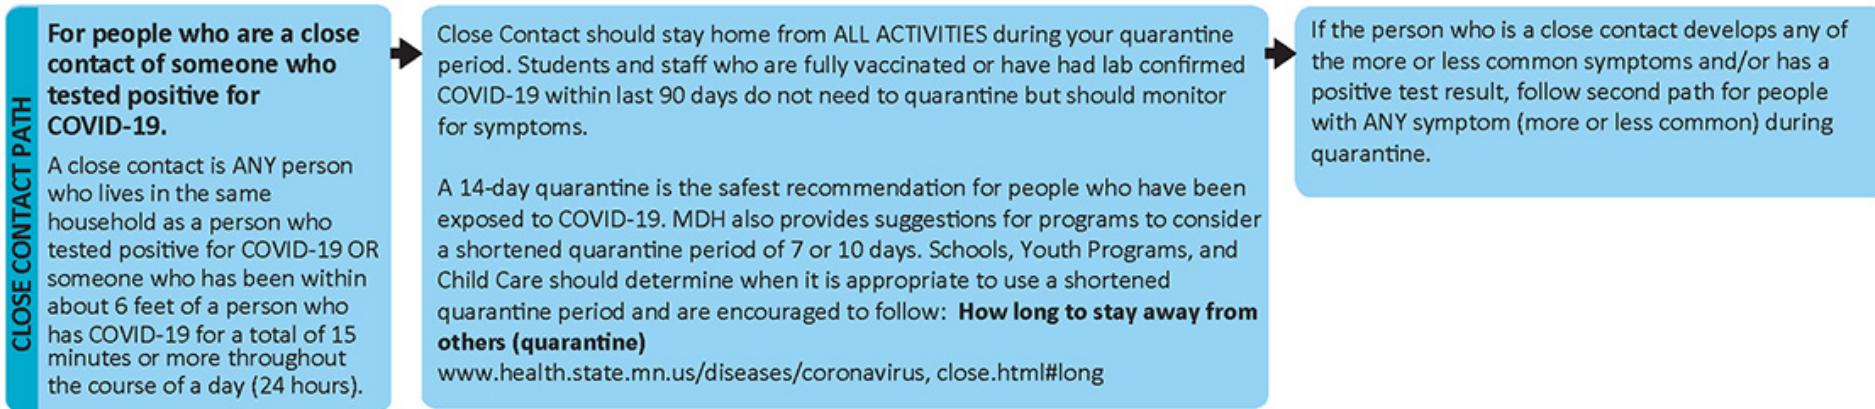 CLOSE CONTACT PATH
For people who are a close
contact of someone who
tested positive for
COVID-19.
A close contact is ANY person
who lives in the same
household as a person who
tested positive for COVID-19 OR
someone who has been within
about 6 feet of a person who
has COVID-19 for a total of 15
minutes or more throughout
the course of a day (24 hours).
Close Contact should stay home from ALL ACTIVITIES during your quarantine
period. Students and staff who are fully vaccinated or have had lab confirmed
COVID-19 within last 90 days do not need to quarantine but should monitor
for symptoms.
A 14-day quarantine is the safest recommendation for people who have been
exposed to COVID-19. MDH also provides suggestions for programs to consider
a shortened quarantine period of 7 or 10 days. Schools, Youth Programs, and
Child Care should determine when it is appropriate to use a shortened
quarantine period and are encouraged to follow: How long to stay away from
others (quarantine)
www.health.state.mn.us/diseases/coronavirus, close.html#long
If the person who is a close contact develops any of
the more or less common symptoms and/or has a
positive test result, follow second path for people
with ANY symptom (more or less common) during
quarantine.